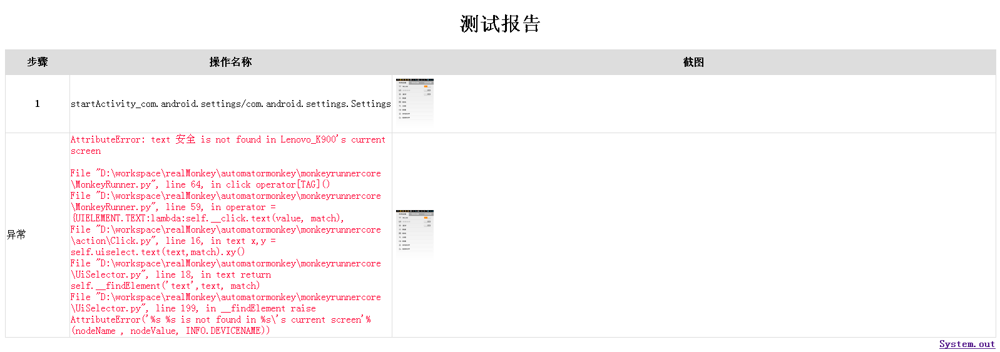 测试报告
步骤 操作名称 截图
1 startActivity_com.android.settings/com.android.settings.Settings
异常
AttributeError: text 安全 is not found in Lenovo_K900's current
screen
File "D:\workspace\realMonkey\automatormonkey\monkeyrunnercore
\MonkeyRunner.py", line 64, in click operator[TAG]()
File "D:\workspace\realMonkey\automatormonkey\monkeyrunnercore
\MonkeyRunner.py", line 59, in operator =
{UIELEMENT.TEXT:lambda:self.__click.text(value, match),
File "D:\workspace\realMonkey\automatormonkey\monkeyrunnercore
\action\Click.py", line 16, in text x,y =
self.uiselect.text(text,match).xy()
File "D:\workspace\realMonkey\automatormonkey\monkeyrunnercore
\UiSelector.py", line 18, in text return
self.__findElement('text',text, match)
File "D:\workspace\realMonkey\automatormonkey\monkeyrunnercore
\UiSelector.py", line 199, in __findElement raise
AttributeError('%s %s is not found in %s\'s current screen'%
(nodeName , nodeValue, INFO.DEVICENAME))
System.out